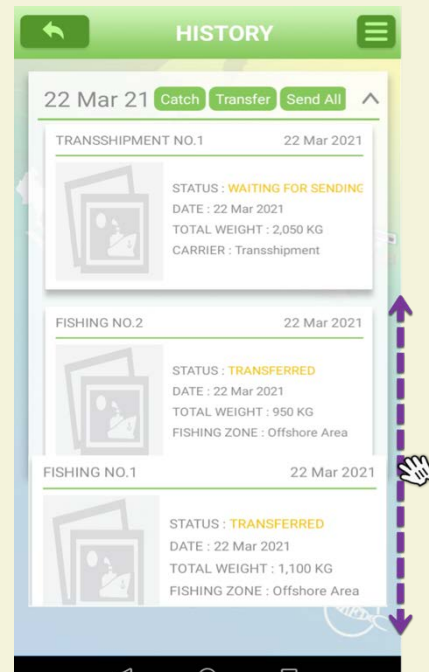 HISTORY
22 Mar 21 Catch Transfer Send All
TRANSSHIPMENT NO.1 22 Mar 2021
STATUS : WAITING FOR SENDING
DATE : 22 Mar 2021
TOTAL WEIGHT : 2,050 KG
CARRIER : Transshipment
FISHING NO.2 22 Mar 2021
STATUS : TRANSFERRED
DATE : 22 Mar 2021
TOTAL WEIGHT : 950 KG
FISHING ZONE : Offshore Area
FISHING NO.1 22 Mar 2021
STATUS : TRANSFERRED
DATE : 22 Mar 2021
TOTAL WEIGHT : 1,100 KG
FISHING ZONE : Offshore Area